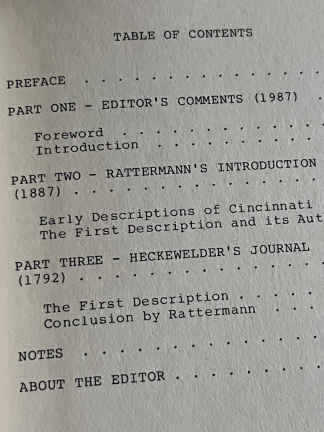 TABLE OF CONTENTS
PREFACE . . . . . . . . . . . . . .
PART ONE - EDITOR'S COMMENTS (1987) .
Foreword . . . . . . . . . . .
Introduction . . . . . . . . .
PART TWO - RATTERMANN'S INTRODUCTION
(1887) . . . . . . . . . . . . . .
Early Descriptions of Cincinnati
The First Description and its Aut
PART THREE - HECKEWELDER'S JOURNAL
(1792) . . . . . . . . . . . . . .
The First Description . . . . .
Conclusion by Rattermann . . .
NOTES . . . . . . . . . . . . . .
ABOUT THE EDITOR . . . . . . . . .